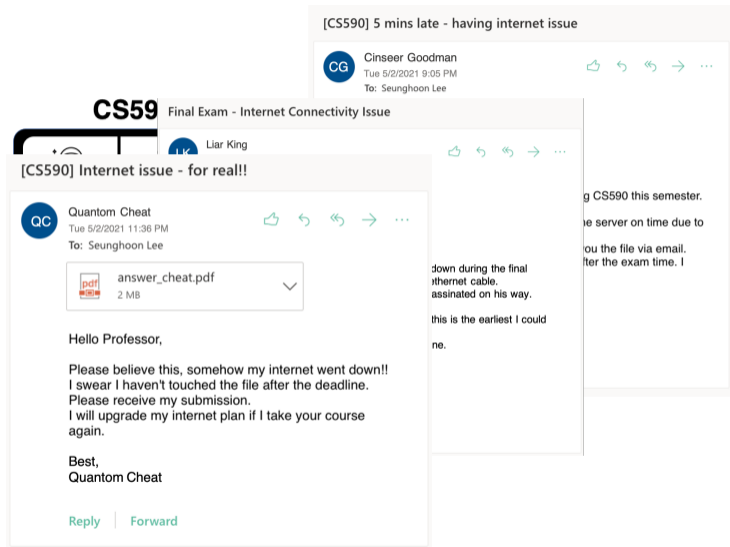 [CS590] 5 mins late - having internet issue
CG
Cinseer Goodman
Tue 5/2/2021 9:05 PM
To: Seunghoon Lee
g CS590 this semester.
e server on time due to
ou the file via email.
ter the exam time. I
CS59
Final Exam - Internet Connectivity Issue
LK
Liar King
down during the final
thernet cable.
assinated on his way.
this is the earliest I could
ne.
[CS590] Internet issue - for real!!
QC
Quantom Cheat
Tue 5/2/2021 11:36 PM
To: Seunghoon Lee
pdf
answer_cheat.pdf
2 MB
Hello Professor,
Please believe this, somehow my internet went down!!
I swear I haven't touched the file after the deadline.
Please receive my submission.
I will upgrade my internet plan if I take your course
again.
Best,
Quantom Cheat
Reply
Forward